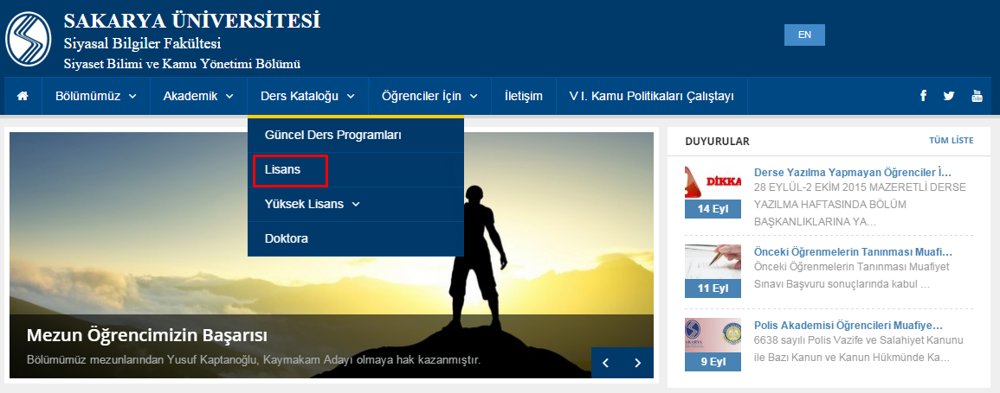 SAKARYA ÜNİVERSİTESİ
Siyasal Bilgiler Fakültesi
Siyaset Bilimi ve Kamu Yönetimi Bölümü
EN
Bölümümüz
Akademik
Ders Kataloğu
Öğrenciler İçin
İletişim
V I. Kamu Politikaları Çalıştayı
Güncel Ders Programları
Lisans
Yüksek Lisans
Doktora
Mezun Öğrencimizin Başarısı
Bölümümüz mezunlarından Yusuf Kaptanoğlu, Kaymakam Adayı olmaya hak kazanmıştır.
DUYURULAR
TÜM LİSTE
DİKKA
14 Eyl
Derse Yazılma Yapmayan Öğrenciler İ...
28 EYLÜL-2 EKİM 2015 MAZERETLİ DERSE
YAZILMA HAFTASINDA BÖLÜM
BAŞKANLIKLARINA YA...
11 Eyl
Önceki Öğrenmelerin Tanınması Muafi...
Önceki Öğrenmelerin Tanınması Muafiyet
Sınavı Başvuru sonuçlarında kabul ...
SAKARYA
9 Eyl
Polis Akademisi Öğrencileri Muafiye...
6638 sayılı Polis Vazife ve Salahiyet Kanunu
ile Bazı Kanun ve Kanun Hükmünde Ka...